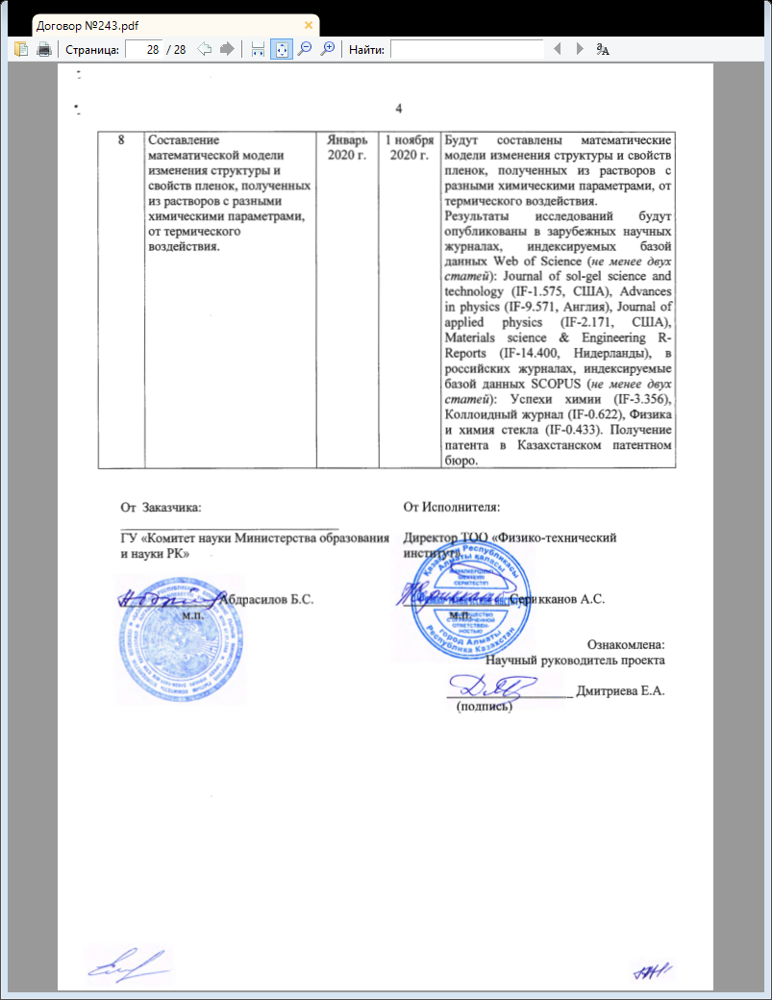 Договор №243.pdf
Страница: 28 / 28 Найти:
4
8
Составление
математической модели
изменения структуры и
свойств пленок, полученных
из растворов с разными
химическими параметрами,
от термического
воздействия.
Январь
2020 г.
1 ноября
2020 г.
Будут составлены математические
модели изменения структуры и свойств
пленок, полученных из растворов с
разными химическими параметрами, от
термического воздействия.
Результаты исследований будут
опубликованы в зарубежных научных
журналах, индексируемых базой
данных Web of Science (не менее двух
статей): Journal of sol-gel science and
technology (IF-1.575, США), Advances
in physics (IF-9.571, Англия), Journal of
applied physics (IF-2.171, США),
Materials science & Engineering R-
Reports (IF-14.400, Нидерланды), в
российских журналах, индексируемые
базой данных SCOPUS (не менее двух
статей): Успехи химии (IF-3.356),
Коллоидный журнал (IF-0.622), Физика
и химия стекла (IF-0.433). Получение
патента в Казахстанском патентном
бюро.
От Заказчика:
ГУ «Комитет науки Министерства образования
и науки РК»
Абдрасилов Б.С.
м.п.
От Исполнителя:
Директор ТОО «Физико-технический
институт»
Серикканов А.С.
м.п.
Қазақстан Республикасы
Алматы қаласы
ЖАУАПКЕРШІЛІГІ
ШЕКТЕУЛІ
СЕРІКТЕСТІГІ
ОБЩЕСТВО
С ОГРАНИЧЕННОЙ
ОТВЕТСТВЕН-
НОСТЬЮ
город Алматы
Республика Казахстан
Ознакомлена:
Научный руководитель проекта
Дмитриева Е.А.
(подпись)